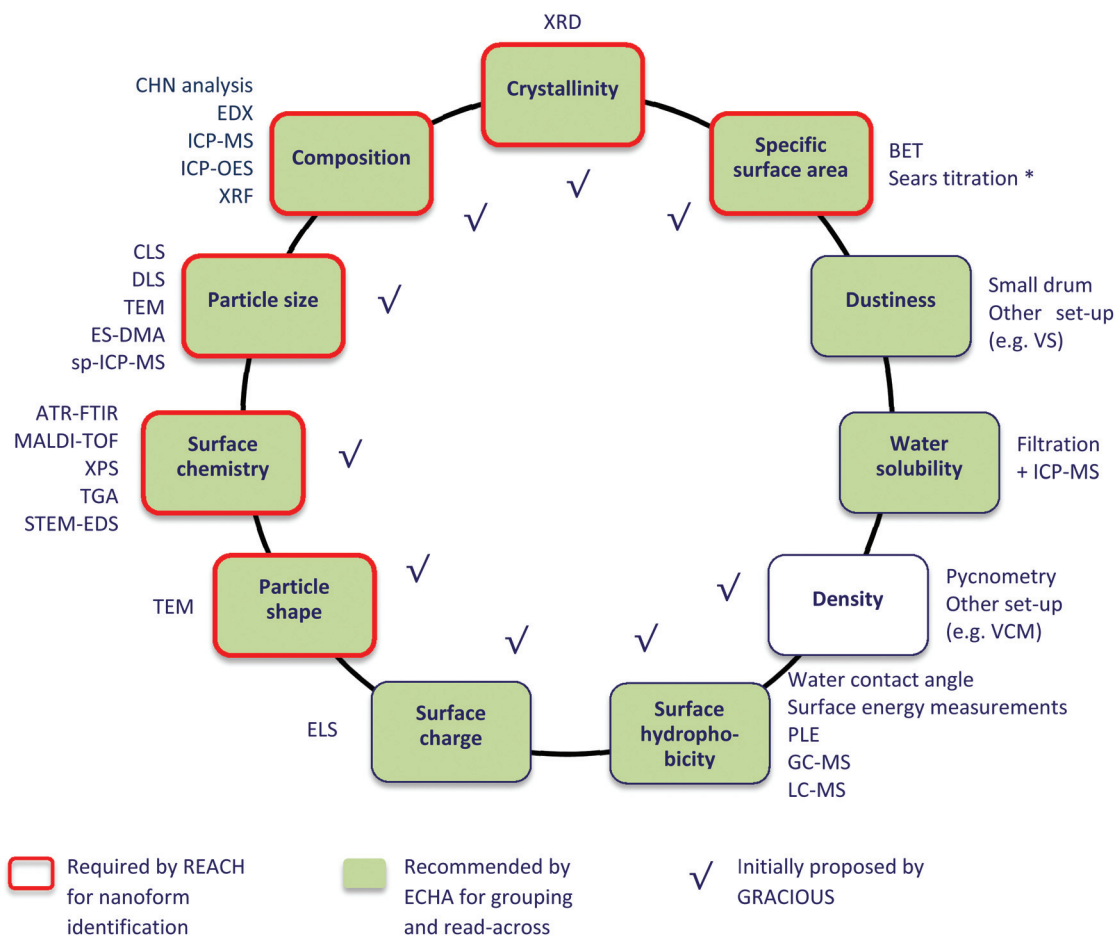 XRD
Crystallinity
CHN analysis
EDX
ICP-MS
ICP-OES
XRF
Composition
Specific
surface area
BET
Sears titration *
√
√
√
CLS
DLS
TEM
ES-DMA
sp-ICP-MS
Particle size
√
Dustiness
Small drum
Other set-up
(e.g. VS)
ATR-FTIR
MALDI-TOF
XPS
TGA
STEM-EDS
Surface
chemistry
√
Water
solubility
Filtration
+ ICP-MS
TEM
Particle
shape
√
√
Density
Pycnometry
Other set-up
(e.g. VCM)
√
√
ELS
Surface
charge
Surface
hydropho-
bicity
Water contact angle
Surface energy measurements
PLE
GC-MS
LC-MS
Required by REACH
for nanoform
identification
Recommended by
ECHA for grouping
and read-across
√
Initially proposed by
GRACIOUS